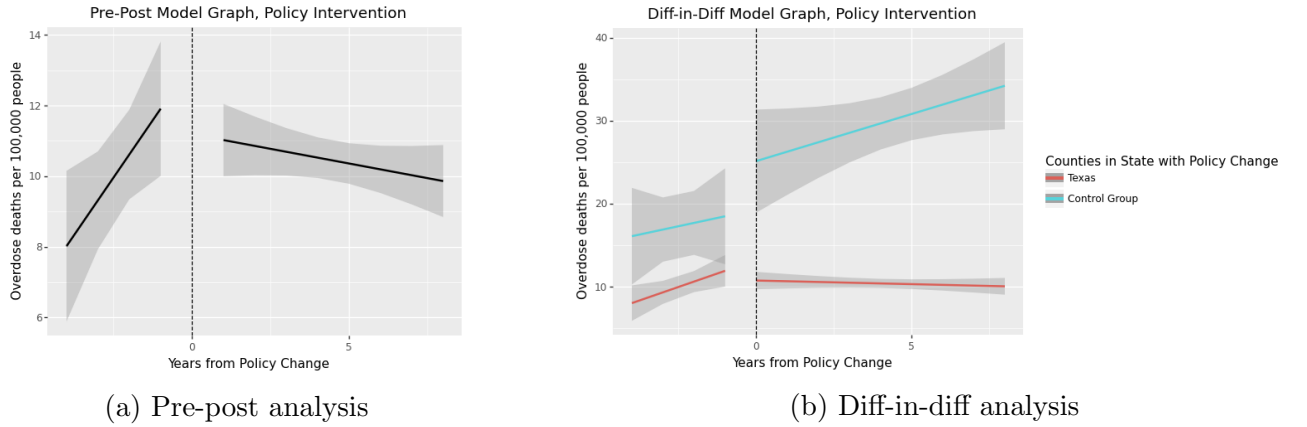 Pre-Post Model Graph, Policy Intervention
14
12
10
8
6
0
5
Overdose deaths per 100,000 people
Years from Policy Change
(a) Pre-post analysis
Diff-in-Diff Model Graph, Policy Intervention
40
30
20
10
0
5
Overdose deaths per 100,000 people
Years from Policy Change
Counties in State with Policy Change
Texas
Control Group
(b) Diff-in-diff analysis